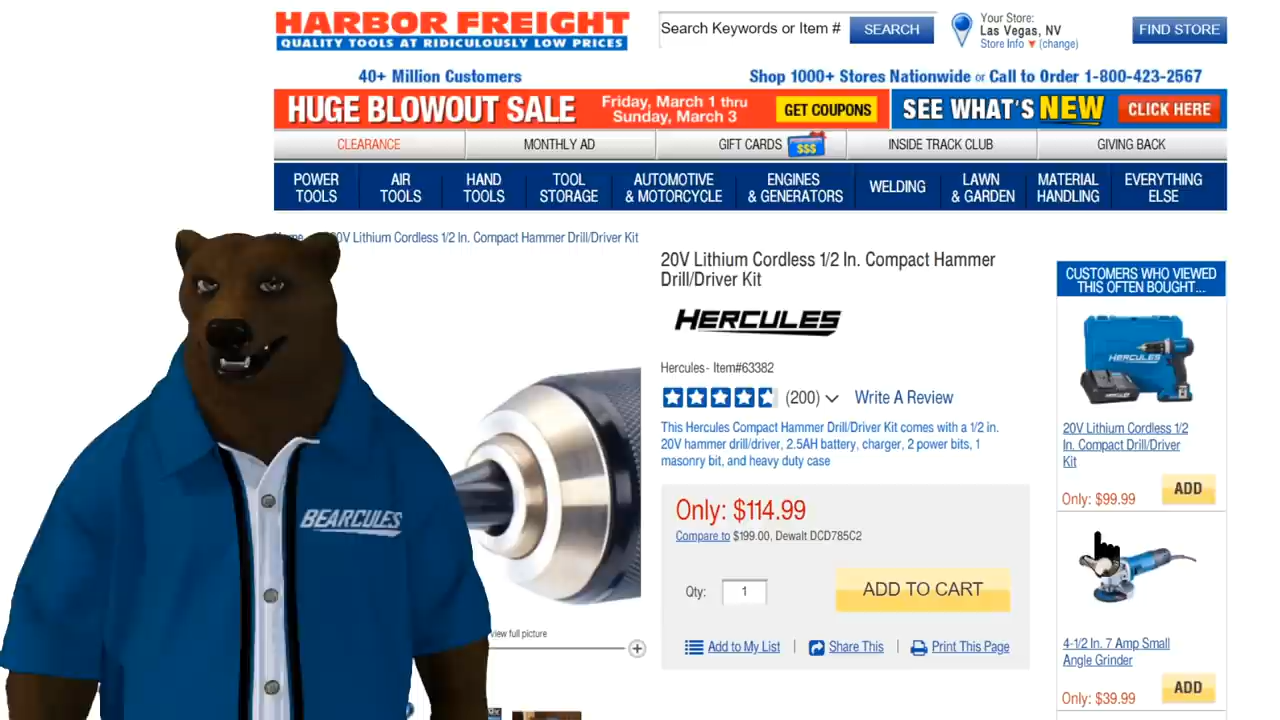 HARBOR FREIGHT
QUALITY TOOLS AT RIDICULOUSLY LOW PRICES
Search Keywords or Item #
SEARCH
Your Store:
Las Vegas, NV
Store Info (change)
FIND STORE
40+ Million Customers
Shop 1000+ Stores Nationwide or Call to Order 1-800-423-2567
HUGE BLOWOUT SALE
Friday, March 1 thru
Sunday, March 3
GET COUPONS
SEE WHAT'S NEW
CLICK HERE
CLEARANCE
MONTHLY AD
GIFT CARDS
$$$
INSIDE TRACK CLUB
GIVING BACK
POWER
TOOLS
AIR
TOOLS
HAND
TOOLS
TOOL
STORAGE
AUTOMOTIVE
& MOTORCYCLE
ENGINES
& GENERATORS
WELDING
LAWN
& GARDEN
MATERIAL
HANDLING
EVERYTHING
ELSE
20V Lithium Cordless 1/2 In. Compact Hammer Drill/Driver Kit
20V Lithium Cordless 1/2 In. Compact Hammer
Drill/Driver Kit
HERCULES
Hercules- Item#63382
(200)
Write A Review
This Hercules Compact Hammer Drill/Driver Kit comes with a 1/2 in.
20V hammer drill/driver, 2.5AH battery, charger, 2 power bits, 1
masonry bit, and heavy duty case
Only: $114.99
Compare to $199.00, Dewalt DCD785C2
Qty:
1
ADD TO CART
Add to My List
Share This
Print This Page
view full picture
BEARCULES
CUSTOMERS WHO VIEWED
THIS OFTEN BOUGHT...
HERCULES
20V Lithium Cordless 1/2
In. Compact Drill/Driver
Kit
Only: $99.99
ADD
4-1/2 In. 7 Amp Small
Angle Grinder
Only: $39.99
ADD